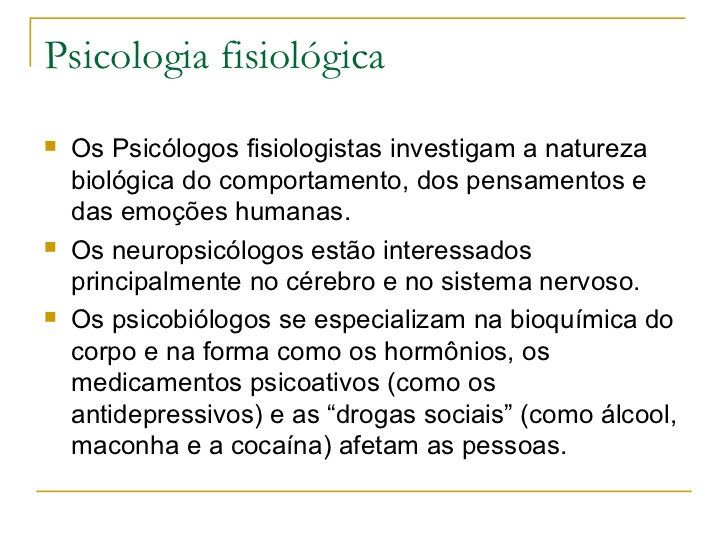 Psicologia fisiológica
Os Psicólogos fisiologistas investigam a natureza
biológica do comportamento, dos pensamentos e
das emoções humanas.
Os neuropsicólogos estão interessados
principalmente no cérebro e no sistema nervoso.
Os psicobiólogos se especializam na bioquímica do
corpo e na forma como os hormônios, os
medicamentos psicoativos (como os
antidepressivos) e as “drogas sociais” (como álcool,
maconha e a cocaína) afetam as pessoas.